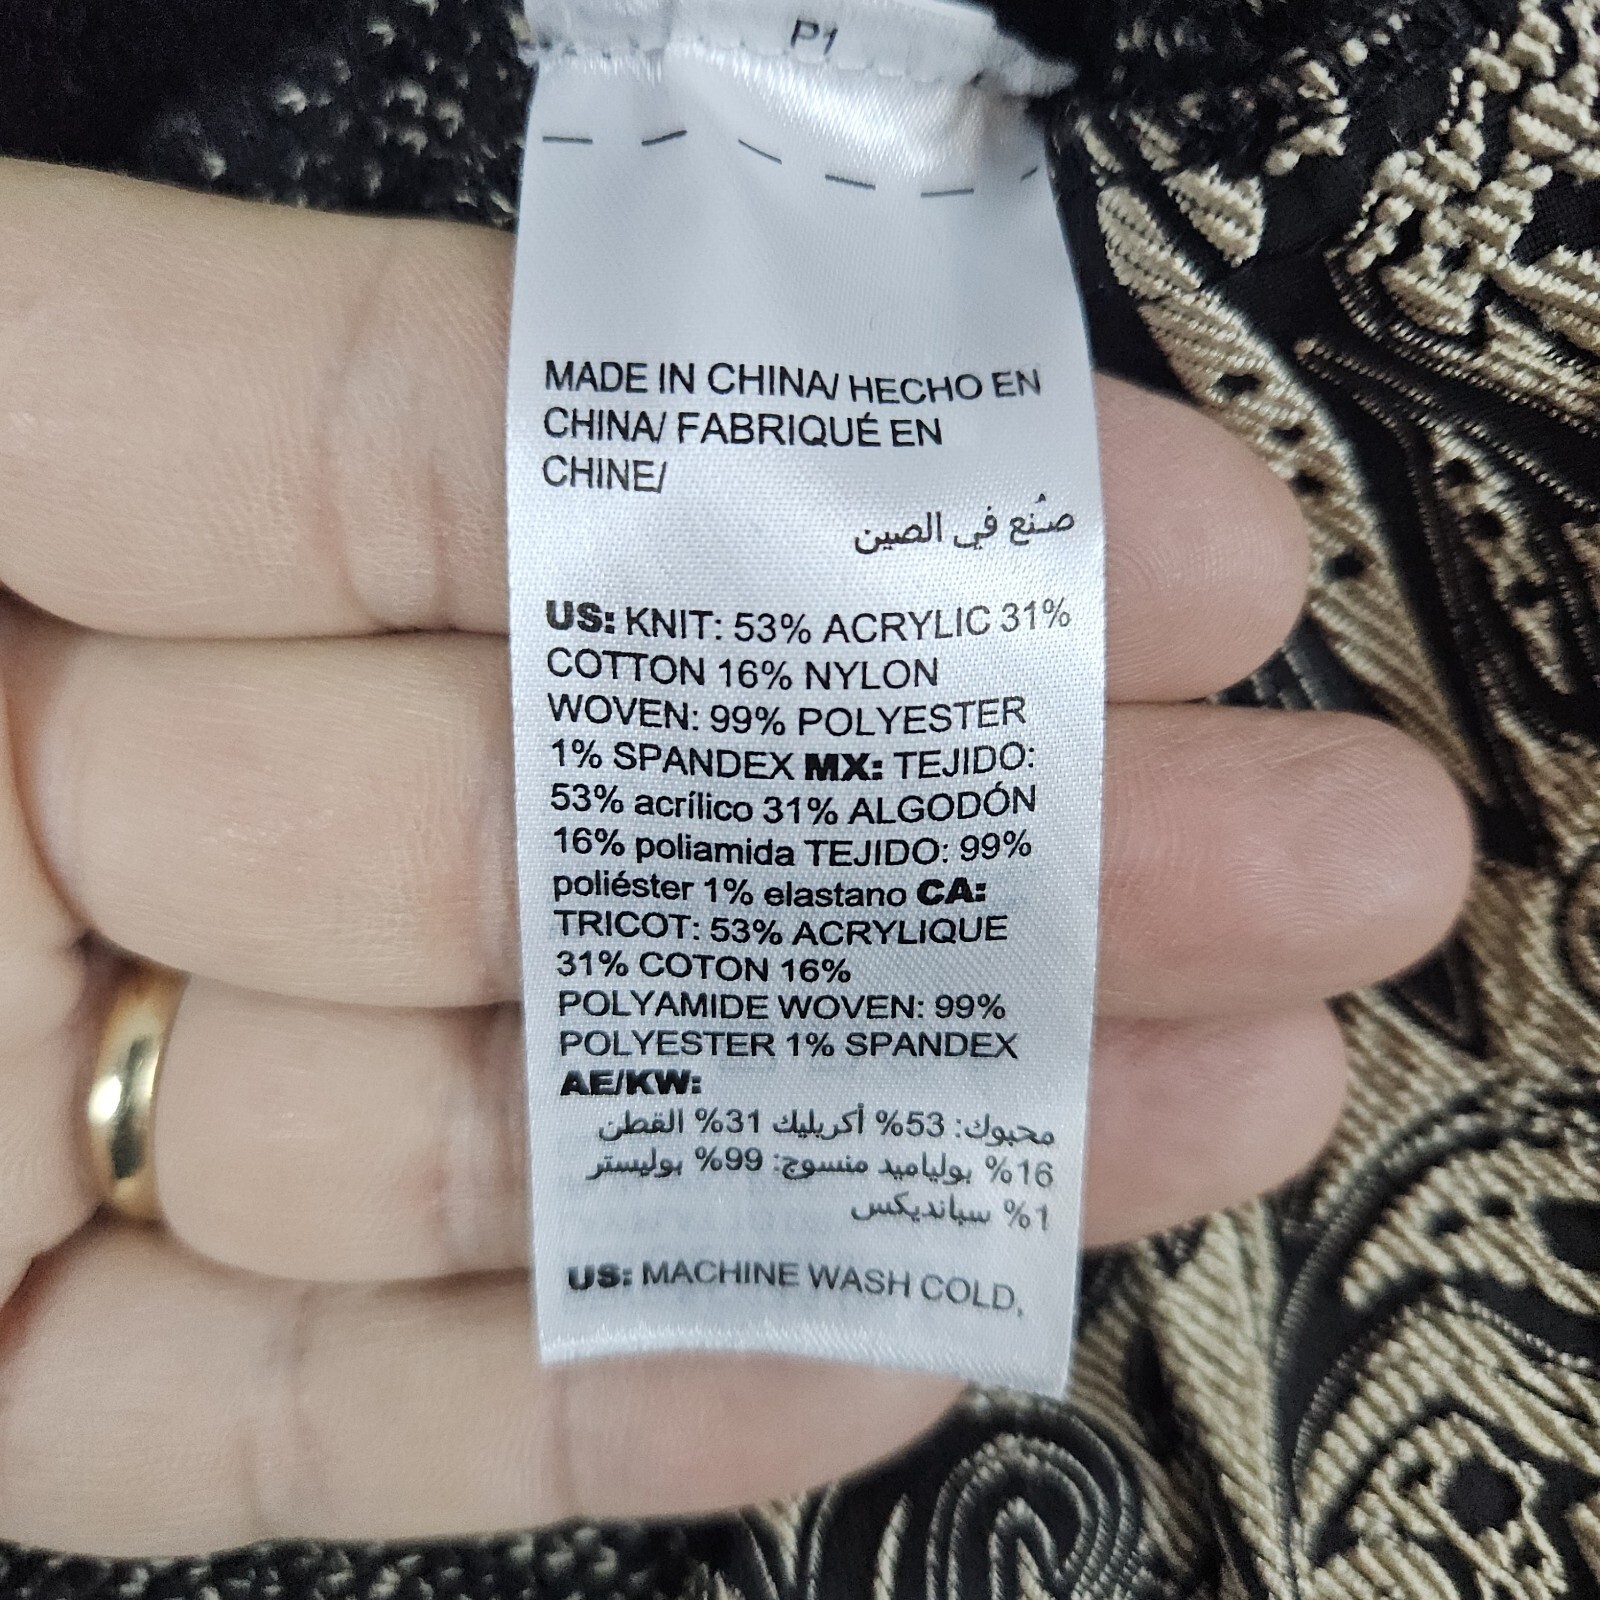 P1
MADE IN CHINA/ HECHO EN
CHINA/ FABRIQUÉ EN
CHINE/
صُنع في الصين
US: KNIT: 53% ACRYLIC 31%
COTTON 16% NYLON
WOVEN: 99% POLYESTER
1% SPANDEX MX: TEJIDO:
53% acrílico 31% ALGODÓN
16% poliamida TEJIDO: 99%
poliéster 1% elastano CA:
TRICOT: 53% ACRYLIQUE
31% COTON 16%
POLYAMIDE WOVEN: 99%
POLYESTER 1% SPANDEX
AE/KW:
محبوك: 53% أكريليك 31% القطن
16% بولياميد منسوج: 99% بوليستر
1% سباندیکس
US: MACHINE WASH COLD,